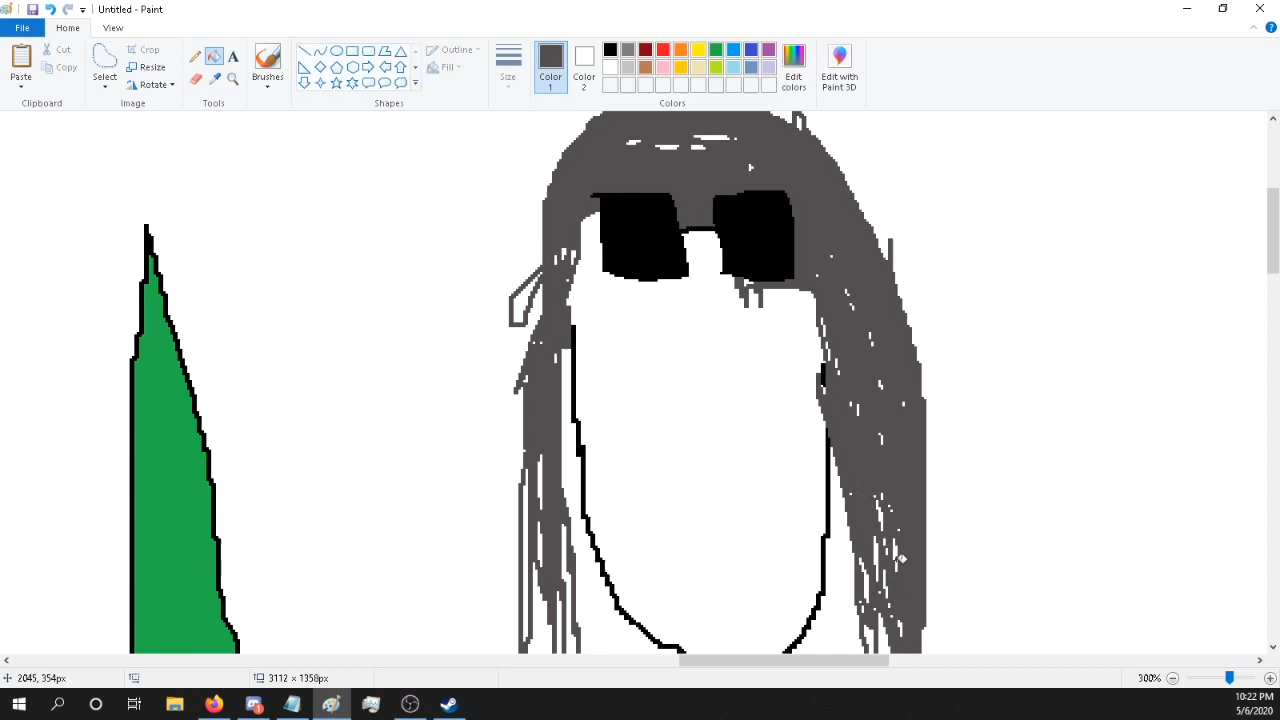 Untitled - Paint
File Home View
Paste Cut Copy
Select Crop Resize Rotate
A
Brushes
Outline Fill
Size
Color 1 Color 2
Edit colors
Edit with Paint 3D
Clipboard Image Tools Shapes Colors
2045, 354px 3112 × 1358px 300%
10:22 PM
5/6/2020